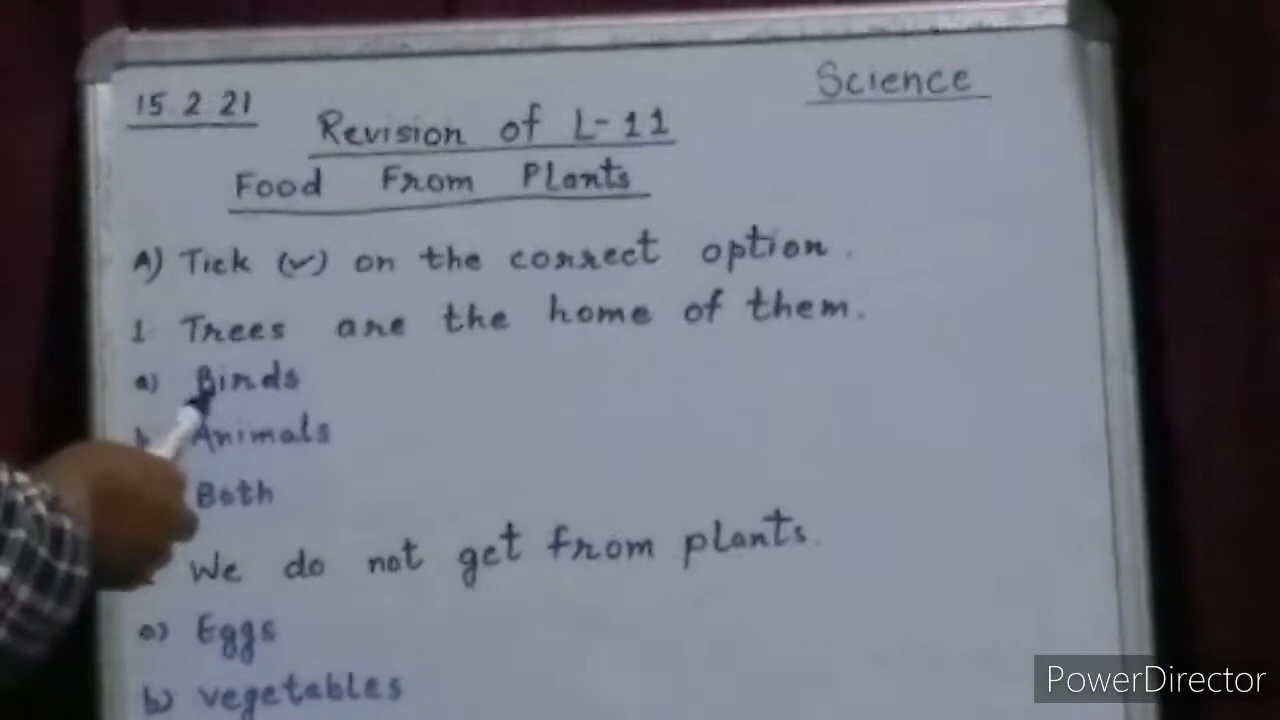 15 2 21
Science
Revision of L-11
Food From Plants
A) Tick (✓) on the correct option.
1 Trees are the home of them.
a) Birds
Animals
Both
We do not get from plants.
a) Eggs
b) vegetables
PowerDirector